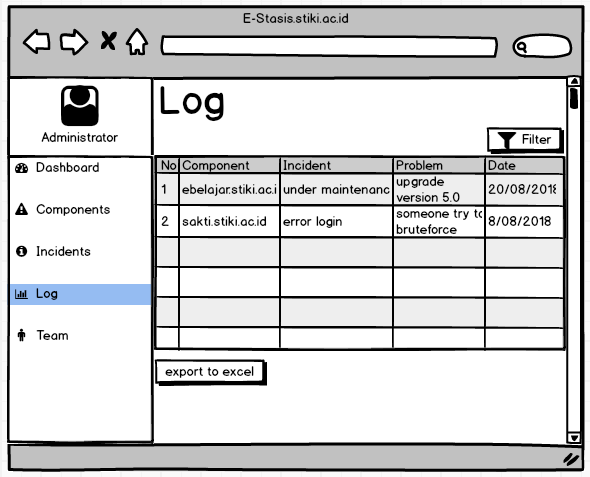 E-Stasis.stiki.ac.id
Administrator
Dashboard
Components
Incidents
Log
Team
Log
Filter
No Component Incident Problem Date
1 ebelajar.stiki.ac.i under maintenanc upgrade version 5.0 20/08/2018
2 sakti.stiki.ac.id error login someone try to bruteforce 8/08/2018
export to excel